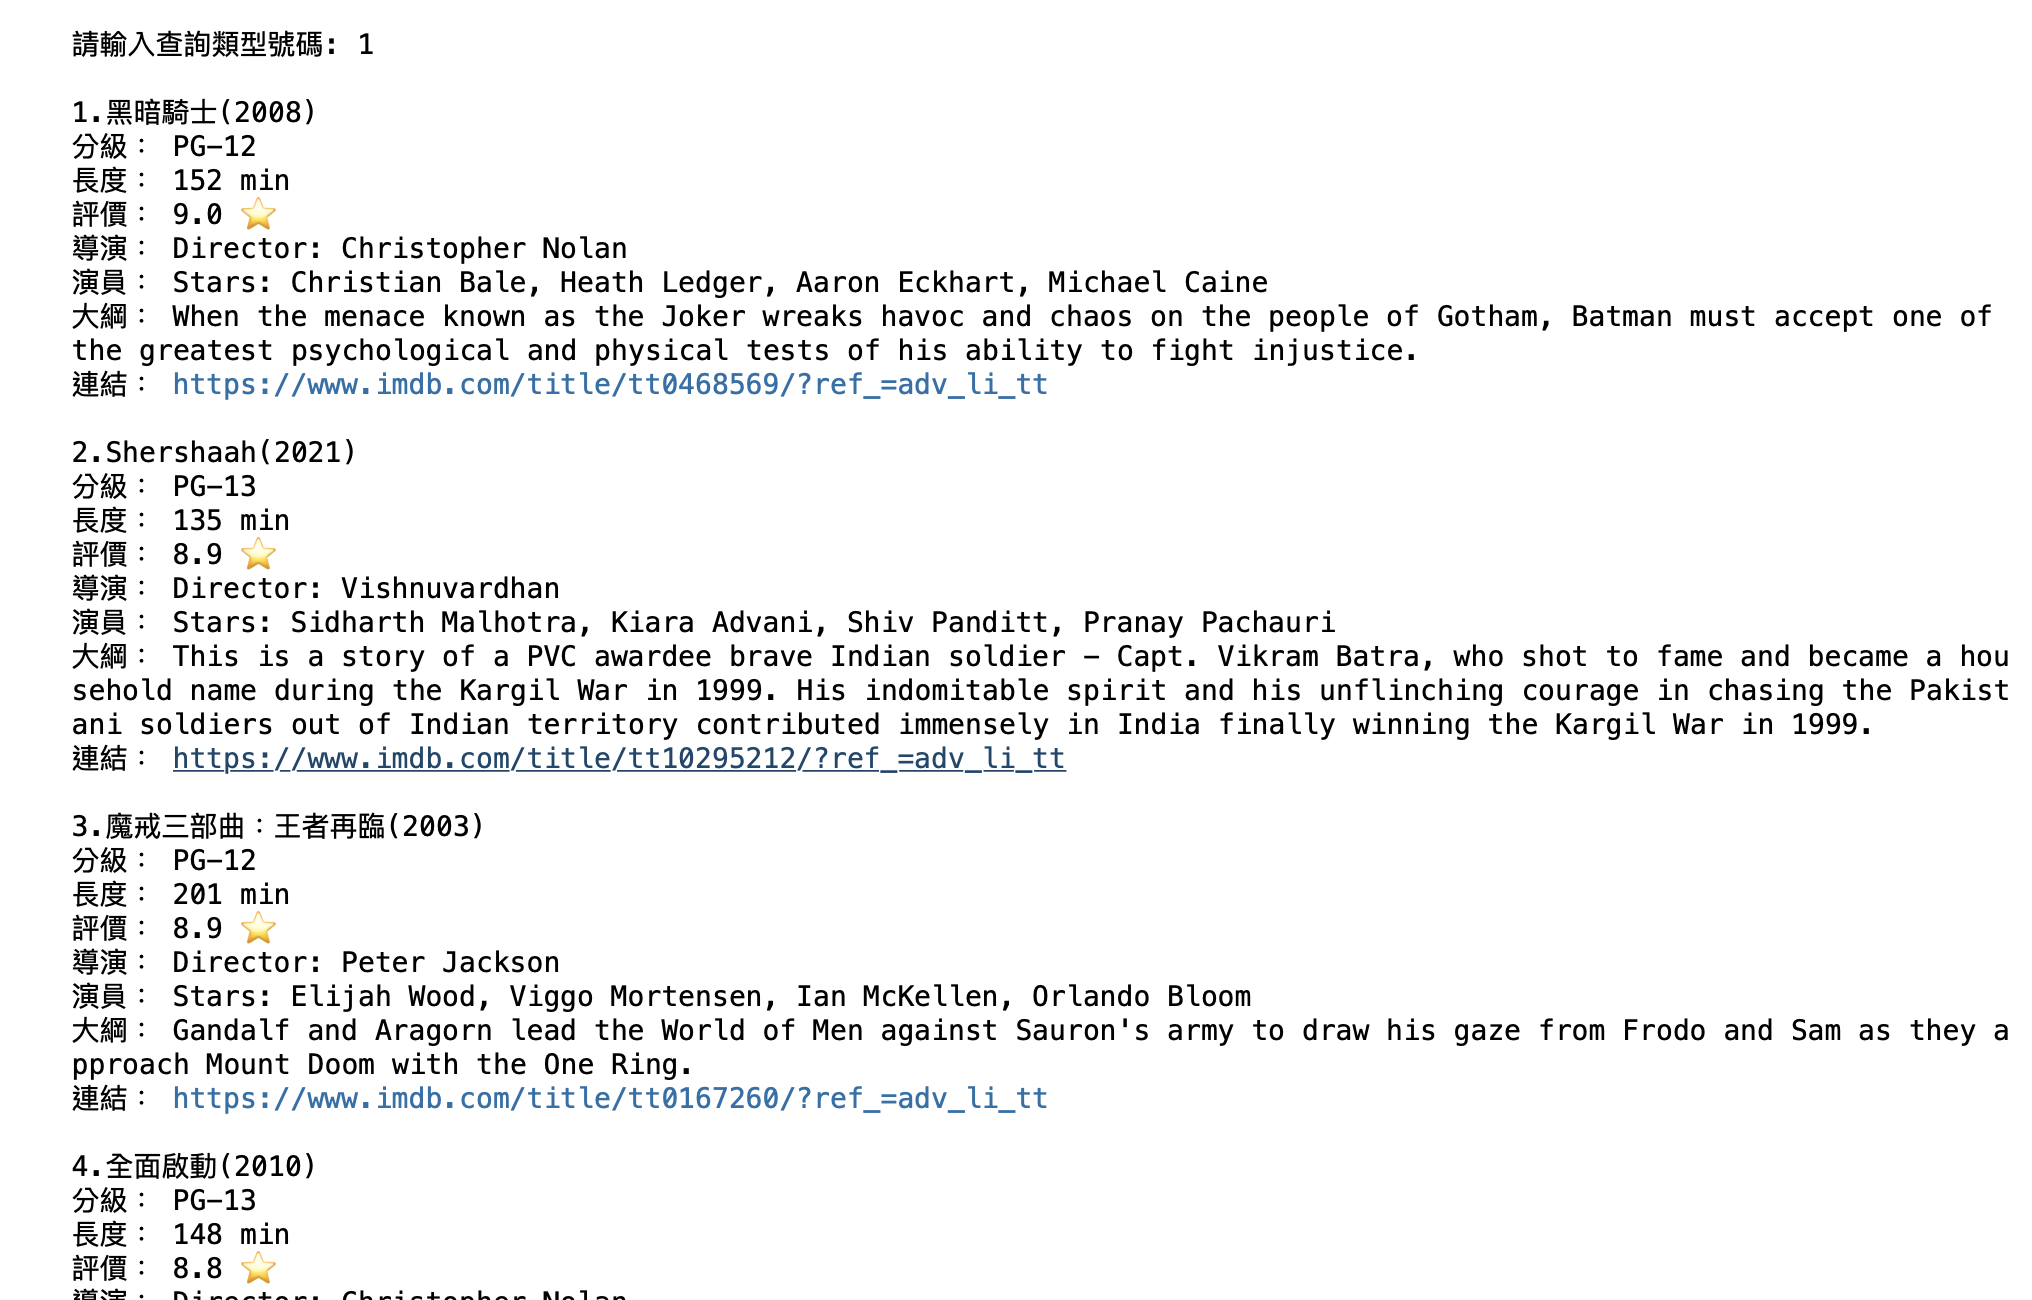 請輸入查詢類型號碼: 1
1.黑暗騎士(2008)
分級： PG-12
長度： 152 min
評價： 9.0 ⭐
導演： Director: Christopher Nolan
演員： Stars: Christian Bale, Heath Ledger, Aaron Eckhart, Michael Caine
大綱： When the menace known as the Joker wreaks havoc and chaos on the people of Gotham, Batman must accept one of
the greatest psychological and physical tests of his ability to fight injustice.
連結： https://www.imdb.com/title/tt0468569/?ref_=adv_li_tt
2.Shershaah(2021)
分級： PG-13
長度： 135 min
評價： 8.9 ⭐
導演： Director: Vishnuvardhan
演員： Stars: Sidharth Malhotra, Kiara Advani, Shiv Panditt, Pranay Pachauri
大綱： This is a story of a PVC awardee brave Indian soldier - Capt. Vikram Batra, who shot to fame and became a hou
sehold name during the Kargil War in 1999. His indomitable spirit and his unflinching courage in chasing the Pakist
ani soldiers out of Indian territory contributed immensely in India finally winning the Kargil War in 1999.
連結： https://www.imdb.com/title/tt10295212/?ref_=adv_li_tt
3.魔戒三部曲：王者再臨(2003)
分級： PG-12
長度： 201 min
評價： 8.9 ⭐
導演： Director: Peter Jackson
演員： Stars: Elijah Wood, Viggo Mortensen, Ian McKellen, Orlando Bloom
大綱： Gandalf and Aragorn lead the World of Men against Sauron's army to draw his gaze from Frodo and Sam as they a
pproach Mount Doom with the One Ring.
連結： https://www.imdb.com/title/tt0167260/?ref_=adv_li_tt
4.全面啟動(2010)
分級： PG-13
長度： 148 min
評價： 8.8 ⭐
導演： Director: Christopher Nolan